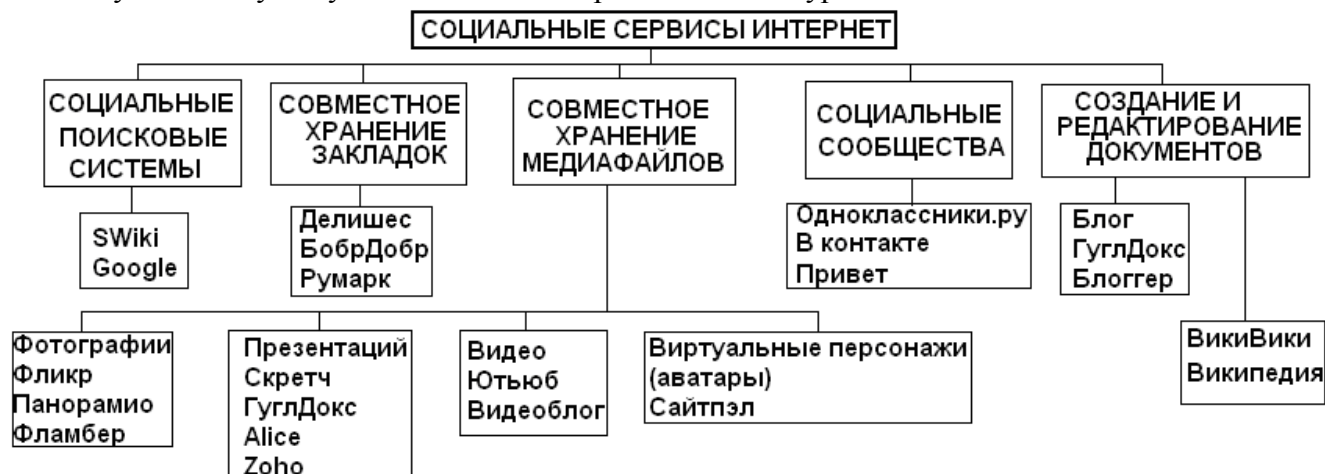 СОЦИАЛЬНЫЕ СЕРВИСЫ ИНТЕРНЕТ
СОЦИАЛЬНЫЕ
ПОИСКОВЫЕ
СИСТЕМЫ
СОВМЕСТНОЕ
ХРАНЕНИЕ
ЗАКЛАДОК
СОВМЕСТНОЕ
ХРАНЕНИЕ
МЕДИАФАЙЛОВ
СОЦИАЛЬНЫЕ
СООБЩЕСТВА
СОЗДАНИЕ И
РЕДАКТИРОВАНИЕ
ДОКУМЕНТОВ
SWiki
Google
Делишес
БобрДобр
Румарк
Одноклассники.ру
В контакте
Привет
Блог
ГуглДокс
Блоггер
Фотографии
Фликр
Панорамио
Фламбер
Презентаций
Скретч
ГуглДокс
Alice
Zoho
Видео
Ютьюб
Видеоблог
Виртуальные персонажи
(аватары)
Сайтпэл
ВикиВики
Википедия